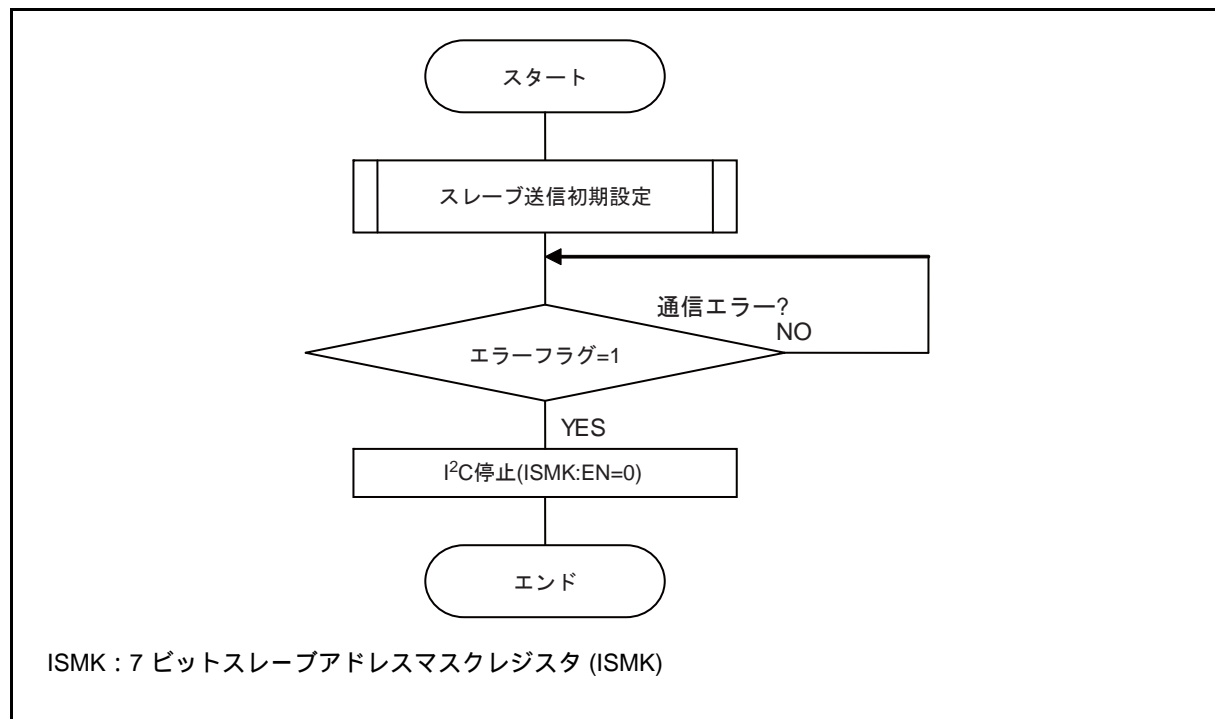 スタート
スレーブ送信初期設定
通信エラー?
NO
エラーフラグ=1
YES
I²C停止(ISMK:EN=0)
エンド
ISMK : 7 ビットスレーブアドレスマスクレジスタ (ISMK)